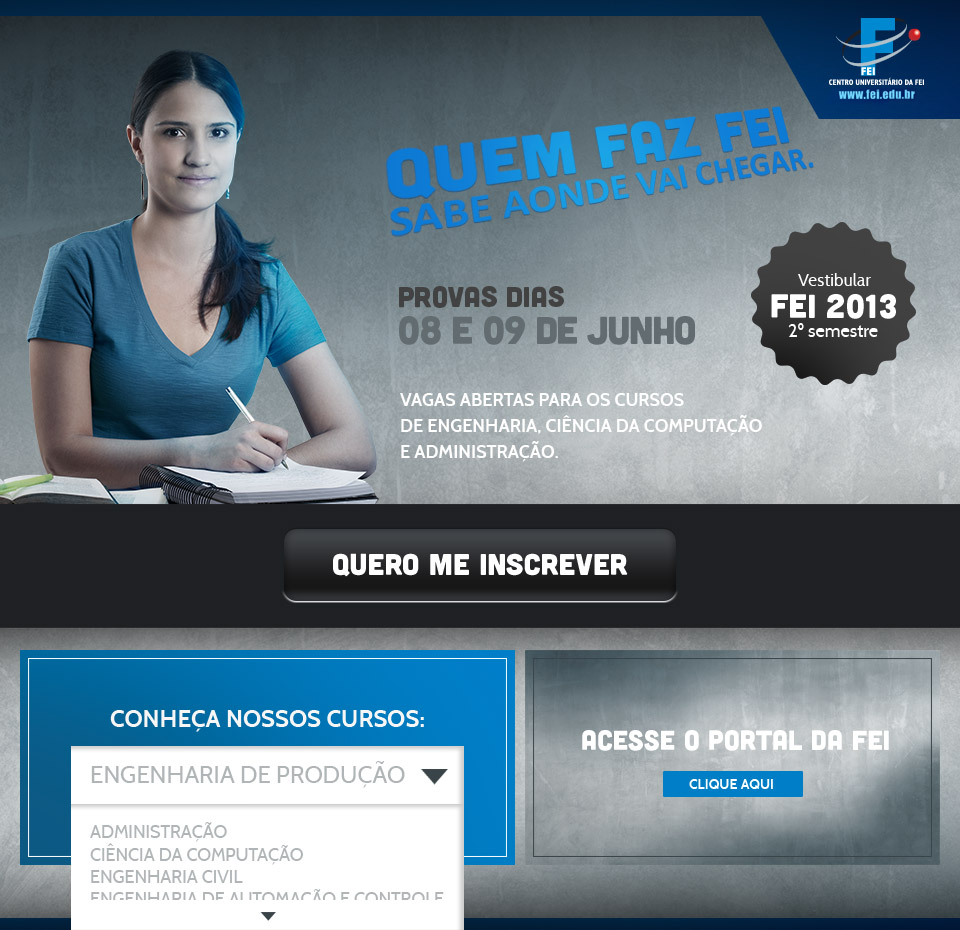 FEI
CENTRO UNIVERSITÁRIO DA FEI
www.fei.edu.br
QUEM FAZ FEI
SABE AONDE VAI CHEGAR.
PROVAS DIAS
08 E 09 DE JUNHO
Vestibular
FEI 2013
2º semestre
VAGAS ABERTAS PARA OS CURSOS
DE ENGENHARIA, CIÊNCIA DA COMPUTAÇÃO
E ADMINISTRAÇÃO.
QUERO ME INSCREVER
CONHEÇA NOSSOS CURSOS:
ENGENHARIA DE PRODUÇÃO
ADMINISTRAÇÃO
CIÊNCIA DA COMPUTAÇÃO
ENGENHARIA CIVIL
ENGENHARIA DE AUTOMAÇÃO E CONTROLE
ACESSE O PORTAL DA FEI
CLIQUE AQUI